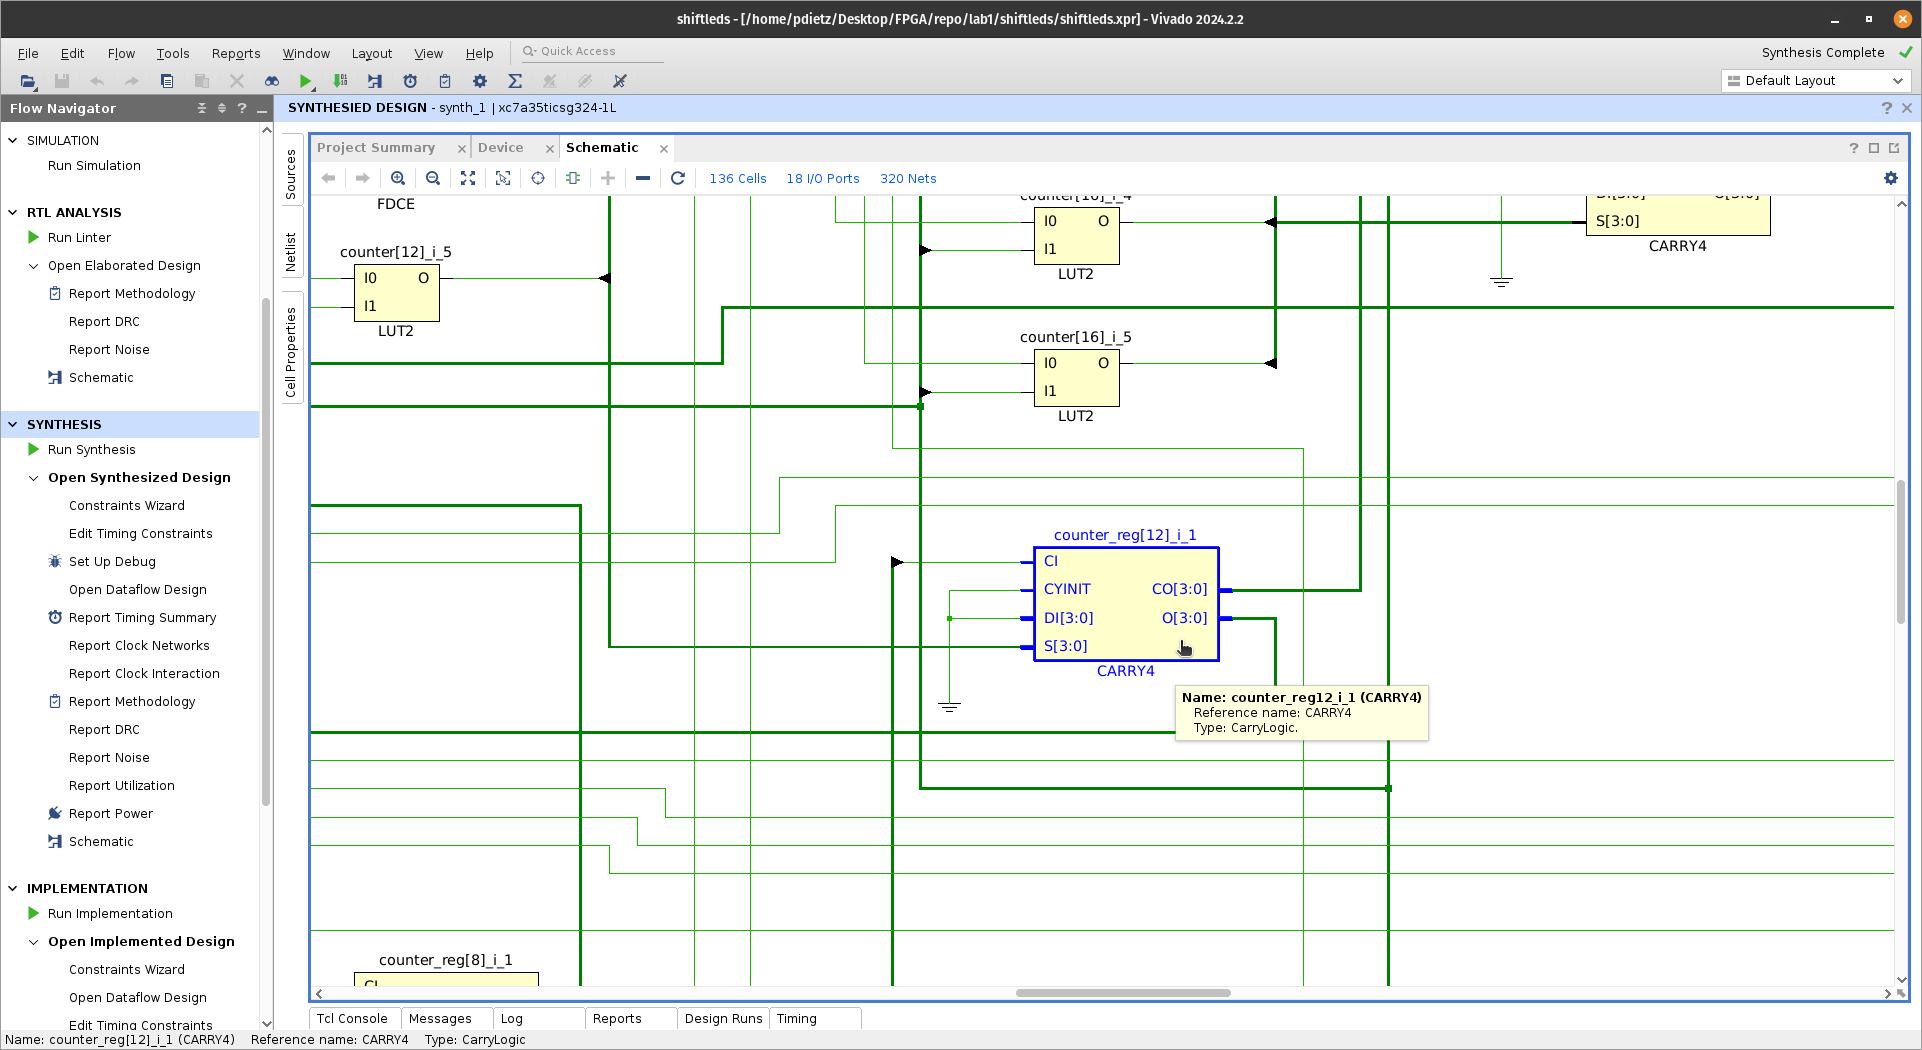 shiftleds - [/home/pdietz/Desktop/FPGA/repo/lab1/shiftleds/shiftleds.xpr] - Vivado 2024.2.2
File Edit Flow Tools Reports Window Layout View Help Quick Access
Synthesis Complete
Default Layout
Flow Navigator
SIMULATION
Run Simulation
RTL ANALYSIS
Run Linter
Open Elaborated Design
Report Methodology
Report DRC
Report Noise
Schematic
SYNTHESIS
Run Synthesis
Open Synthesized Design
Constraints Wizard
Edit Timing Constraints
Set Up Debug
Open Dataflow Design
Report Timing Summary
Report Clock Networks
Report Clock Interaction
Report Methodology
Report DRC
Report Noise
Report Utilization
Report Power
Schematic
IMPLEMENTATION
Run Implementation
Open Implemented Design
Constraints Wizard
Open Dataflow Design
Edit Timing Constraints
SYNTHESIED DESIGN - synth_1 | xc7a35ticsg324-1L
Sources
Netlist
Cell Properties
Project Summary
Device
Schematic
136 Cells 18 I/O Ports 320 Nets
FDCE
counter[12]_i_5
I0 O
I1
LUT2
counter[16]_i_4
I0 O
I1
LUT2
DI[3:0] O[3:0]
S[3:0]
CARRY4
counter[16]_i_5
I0 O
I1
LUT2
counter_reg[12]_i_1
CI
CYINIT CO[3:0]
DI[3:0] O[3:0]
S[3:0]
CARRY4
Name: counter_reg12_i_1 (CARRY4)
Reference name: CARRY4
Type: CarryLogic.
counter_reg[8]_i_1
CI
Tcl Console Messages Log Reports Design Runs Timing
Name: counter_reg[12]_i_1 (CARRY4) Reference name: CARRY4 Type: CarryLogic